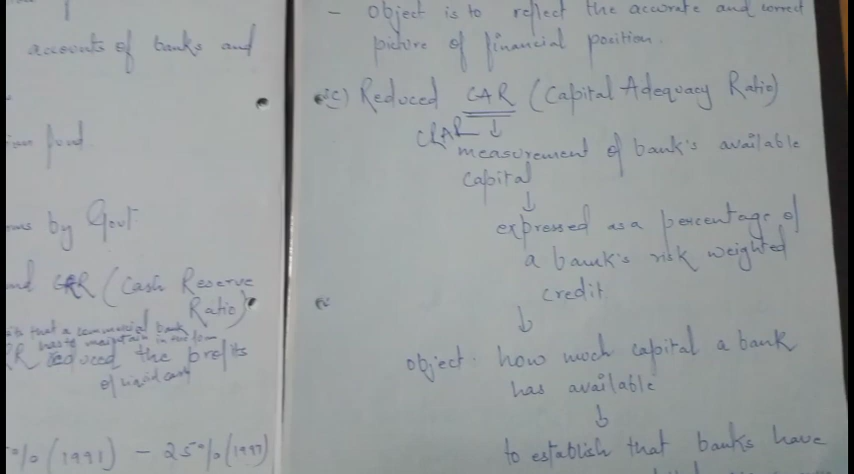 accounts of banks and
fund
by Govt
CRR (Cash Reserve
Ratio)
that a commercial bank
has to maintain in the form
reduced the profits
of liquid cash
% (1991) - 25% (1997)
- Object is to reflect the accurate and correct
picture of financial position.
(c) Reduced CAR (Capital Adequacy Ratio)
CRAR ↓
measurement of bank's available
capital
↓
expressed as a percentage of
a bank's risk weighted
credit
↓
object: how much capital a bank
has available
↓
to establish that banks have